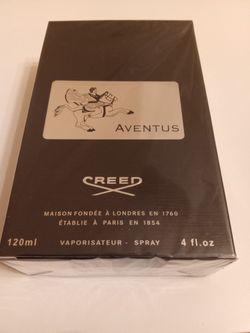 AVENTUS
CREED
MAISON FONDÉE À LONDRES EN 1760
ÉTABLIE À PARIS EN 1854
120ml VAPORISATEUR - SPRAY 4 fl.oz